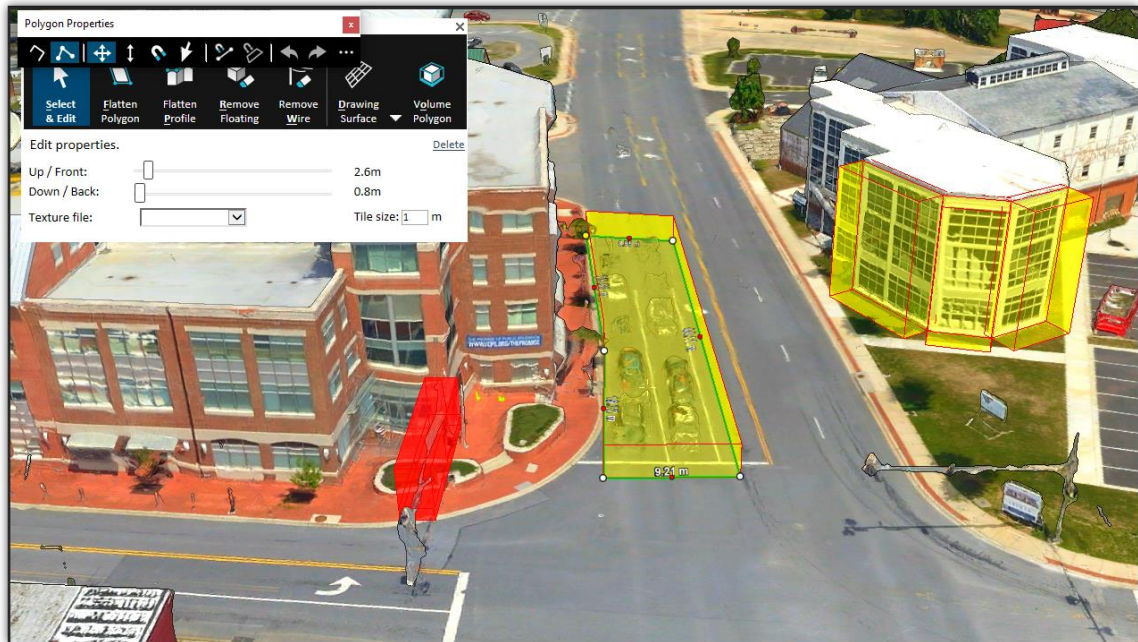 Polygon Properties
x
Select & Edit
Flatten Polygon
Flatten Profile
Remove Floating
Remove Wire
Drawing Surface
Volume Polygon
Edit properties.
Delete
Up / Front:
2.6m
Down / Back:
0.8m
Texture file:
Tile size: 1 m
9.21 m